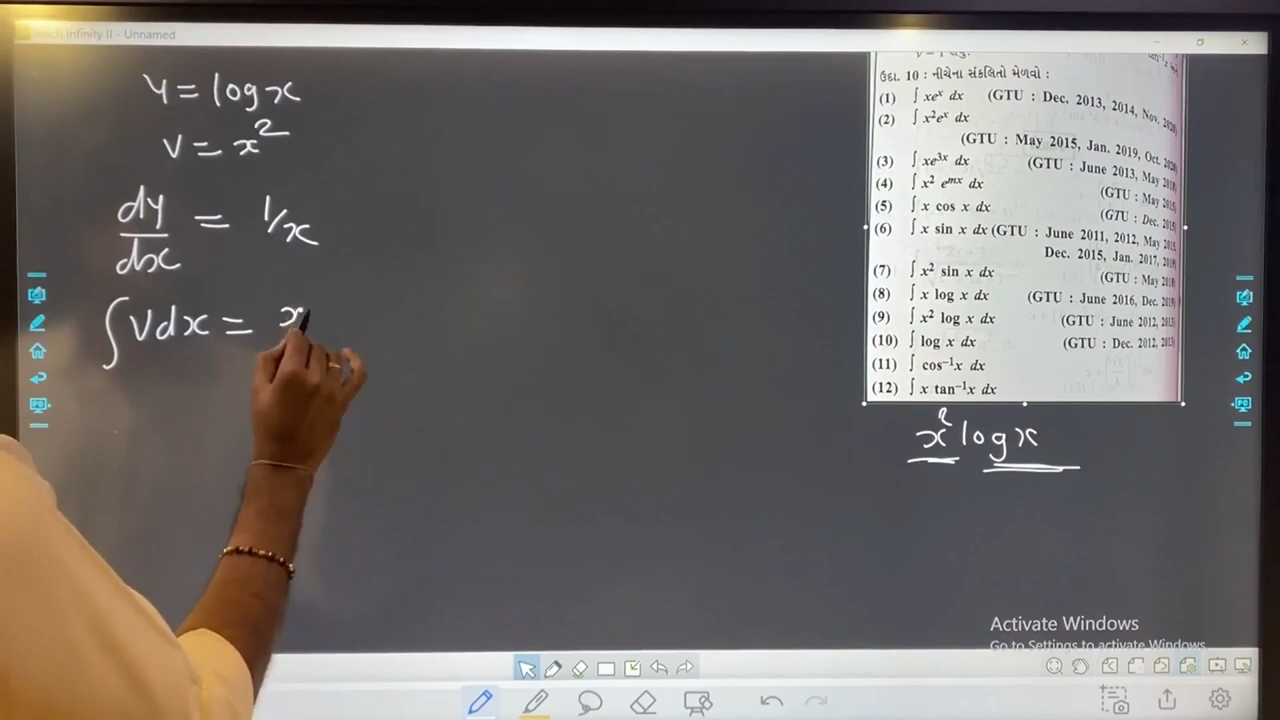 Teach Infinity II - Unnamed
y = log x
v = x²
dy/dx = 1/x
∫ v dx = x
ઉદા. 10 : નીચેના સંકલિતો મેળવો :
(1) ∫ xeˣ dx (GTU : Dec. 2013, 2014, Nov. 2020)
(2) ∫ x²eˣ dx
(GTU : May 2015, Jan. 2019, Oct. 2020)
(3) ∫ xe³ˣ dx (GTU : June 2013, May 2018)
(4) ∫ x² eᵐˣ dx (GTU : May 2015)
(5) ∫ x cos x dx (GTU : Dec. 2015)
(6) ∫ x sin x dx (GTU : June 2011, 2012, May 2015,
Dec. 2015, Jan. 2017, 2019)
(7) ∫ x² sin x dx (GTU : May 2018)
(8) ∫ x log x dx (GTU : June 2016, Dec. 2019)
(9) ∫ x² log x dx (GTU : June 2012, 2013)
(10) ∫ log x dx (GTU : Dec. 2012, 2013)
(11) ∫ cos⁻¹x dx
(12) ∫ x tan⁻¹x dx
x² log x
Activate Windows
Go to Settings to activate Windows.